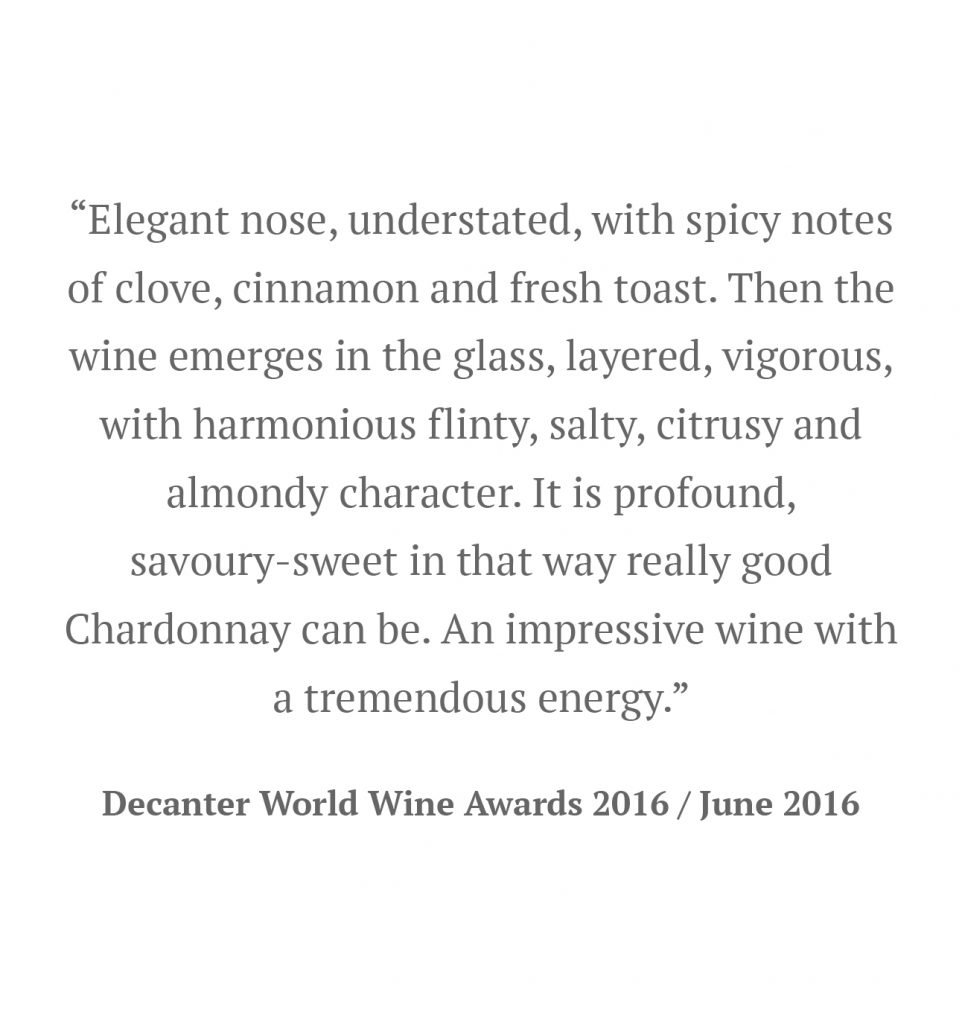 “Elegant nose, understated, with spicy notes
of clove, cinnamon and fresh toast. Then the
wine emerges in the glass, layered, vigorous,
with harmonious flinty, salty, citrusy and
almondy character. It is profound,
savoury-sweet in that way really good
Chardonnay can be. An impressive wine with
a tremendous energy.”
Decanter World Wine Awards 2016 / June 2016